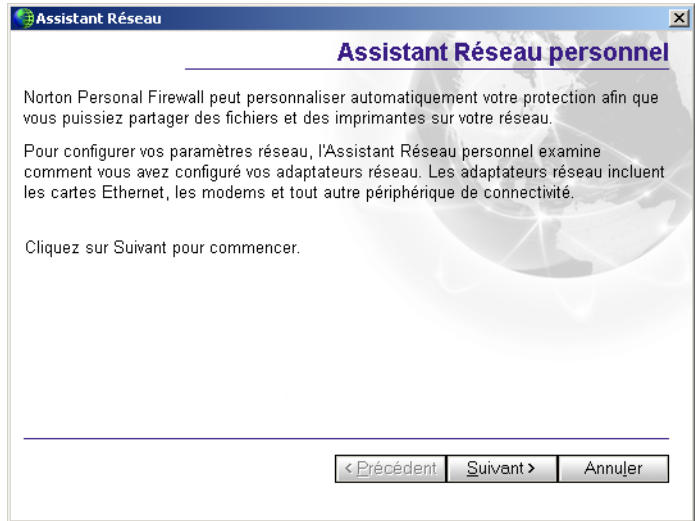 Assistant Réseau
Assistant Réseau personnel
Norton Personal Firewall peut personnaliser automatiquement votre protection afin que
vous puissiez partager des fichiers et des imprimantes sur votre réseau.
Pour configurer vos paramètres réseau, l'Assistant Réseau personnel examine
comment vous avez configuré vos adaptateurs réseau. Les adaptateurs réseau incluent
les cartes Ethernet, les modems et tout autre périphérique de connectivité.
Cliquez sur Suivant pour commencer.
< Précédent Suivant > Annuler